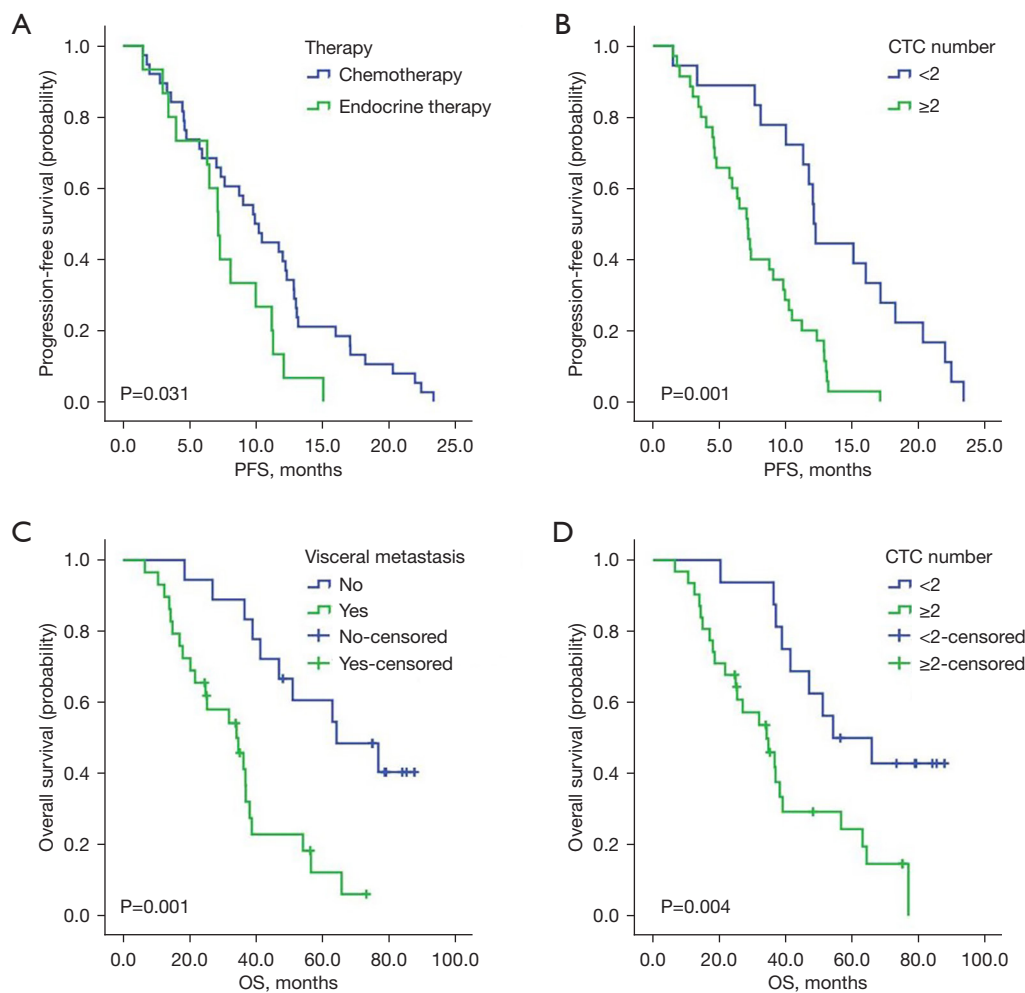 A
Therapy
Chemotherapy
Endocrine therapy
Progression-free survival (probability)
1.0
0.8
0.6
0.4
0.2
0.0
P=0.031
0.0 5.0 10.0 15.0 20.0 25.0
PFS, months
B
CTC number
<2
≥2
Progression-free survival (probability)
1.0
0.8
0.6
0.4
0.2
0.0
P=0.001
0.0 5.0 10.0 15.0 20.0 25.0
PFS, months
C
Visceral metastasis
No
Yes
No-censored
Yes-censored
Overall survival (probability)
1.0
0.8
0.6
0.4
0.2
0.0
P=0.001
0.0 20.0 40.0 60.0 80.0 100.0
OS, months
D
CTC number
<2
≥2
<2-censored
≥2-censored
Overall survival (probability)
1.0
0.8
0.6
0.4
0.2
0.0
P=0.004
0.0 20.0 40.0 60.0 80.0 100.0
OS, months